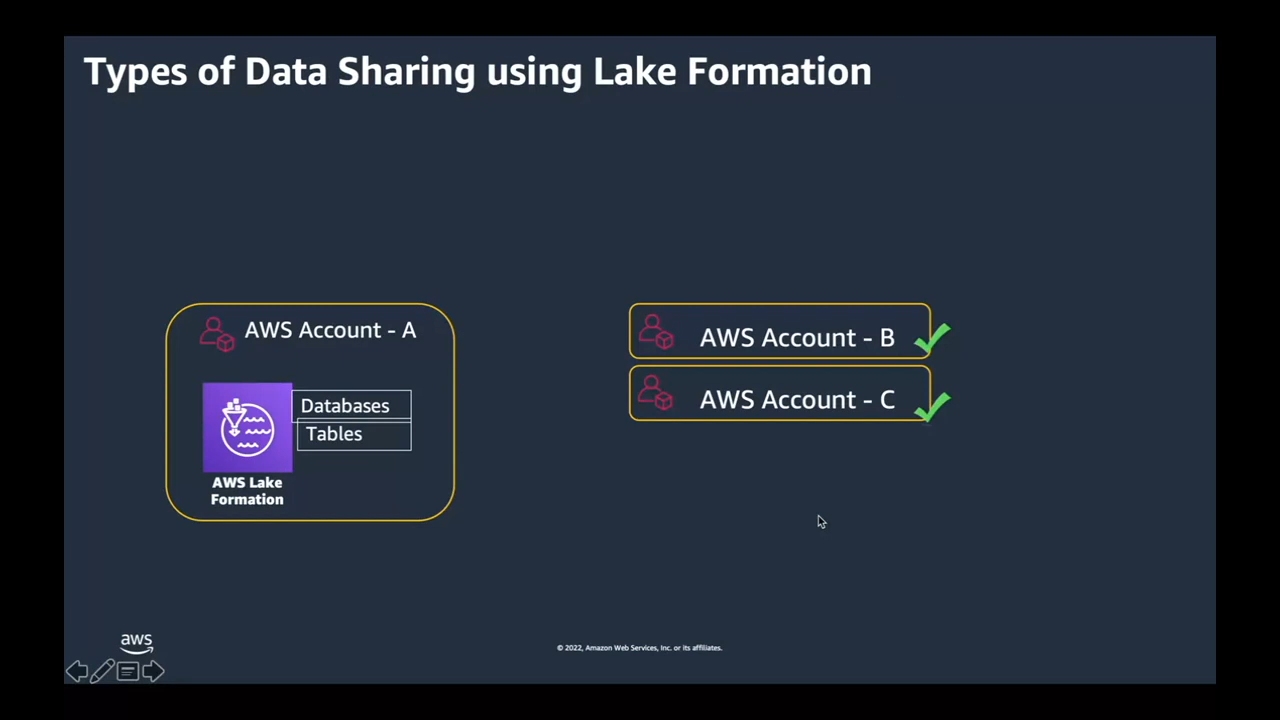 Types of Data Sharing using Lake Formation
AWS Account - A
Databases
Tables
AWS Lake
Formation
AWS Account - B
AWS Account - C
aws
© 2022, Amazon Web Services, Inc. or its affiliates.